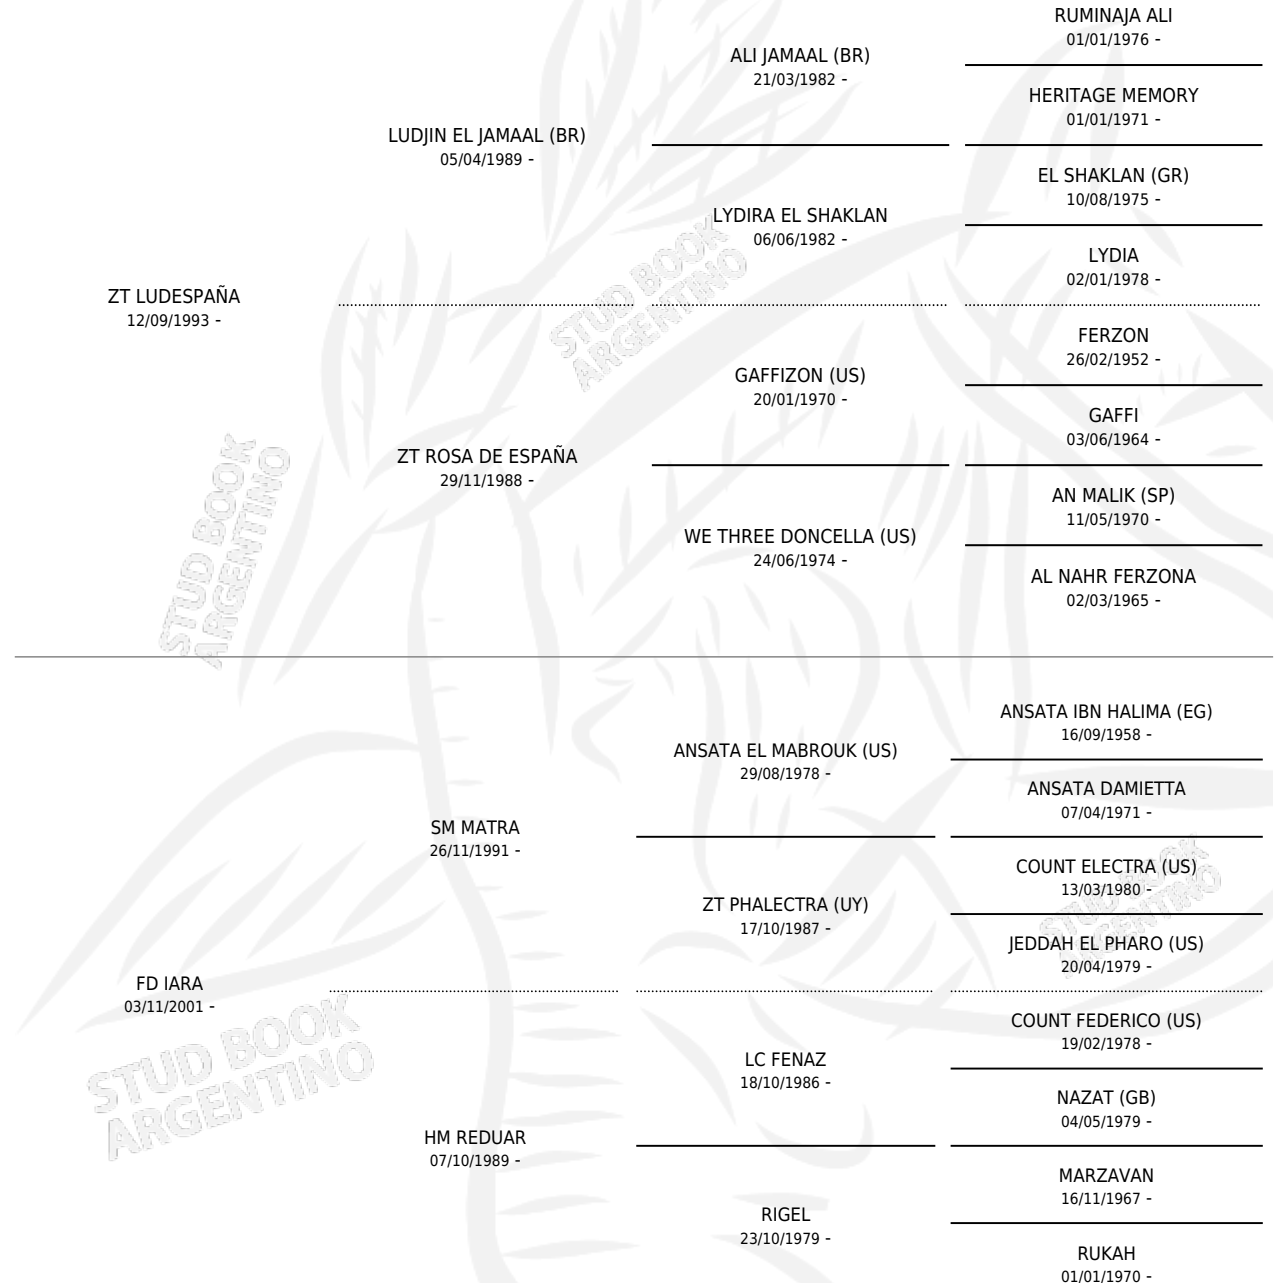 RUMINAJA ALI
01/01/1976 -
ALI JAMAAL (BR)
21/03/1982 -
HERITAGE MEMORY
01/01/1971 -
LUDJIN EL JAMAAL (BR)
05/04/1989 -
EL SHAKLAN (GR)
10/08/1975 -
LYDIRA EL SHAKLAN
06/06/1982 -
LYDIA
02/01/1978 -
ZT LUDESPAÑA
12/09/1993 -
STUD BOOK
ARGENTINO
FERZON
26/02/1952 -
GAFFIZON (US)
20/01/1970 -
GAFFI
03/06/1964 -
ZT ROSA DE ESPAÑA
29/11/1988 -
AN MALIK (SP)
11/05/1970 -
WE THREE DONCELLA (US)
24/06/1974 -
AL NAHR FERZONA
02/03/1965 -
STUD BOOK
ARGENTINO
ANSATA IBN HALIMA (EG)
16/09/1958 -
ANSATA EL MABROUK (US)
29/08/1978 -
ANSATA DAMIETTA
07/04/1971 -
SM MATRA
26/11/1991 -
COUNT ELECTRA (US)
13/03/1980 -
ZT PHALECTRA (UY)
17/10/1987 -
JEDDAH EL PHARO (US)
20/04/1979 -
STUD BOOK
ARGENTINO
FD IARA
03/11/2001 -
COUNT FEDERICO (US)
19/02/1978 -
LC FENAZ
18/10/1986 -
NAZAT (GB)
04/05/1979 -
STUD BOOK
ARGENTINO
HM REDUAR
07/10/1989 -
MARZAVAN
16/11/1967 -
RIGEL
23/10/1979 -
RUKAH
01/01/1970 -